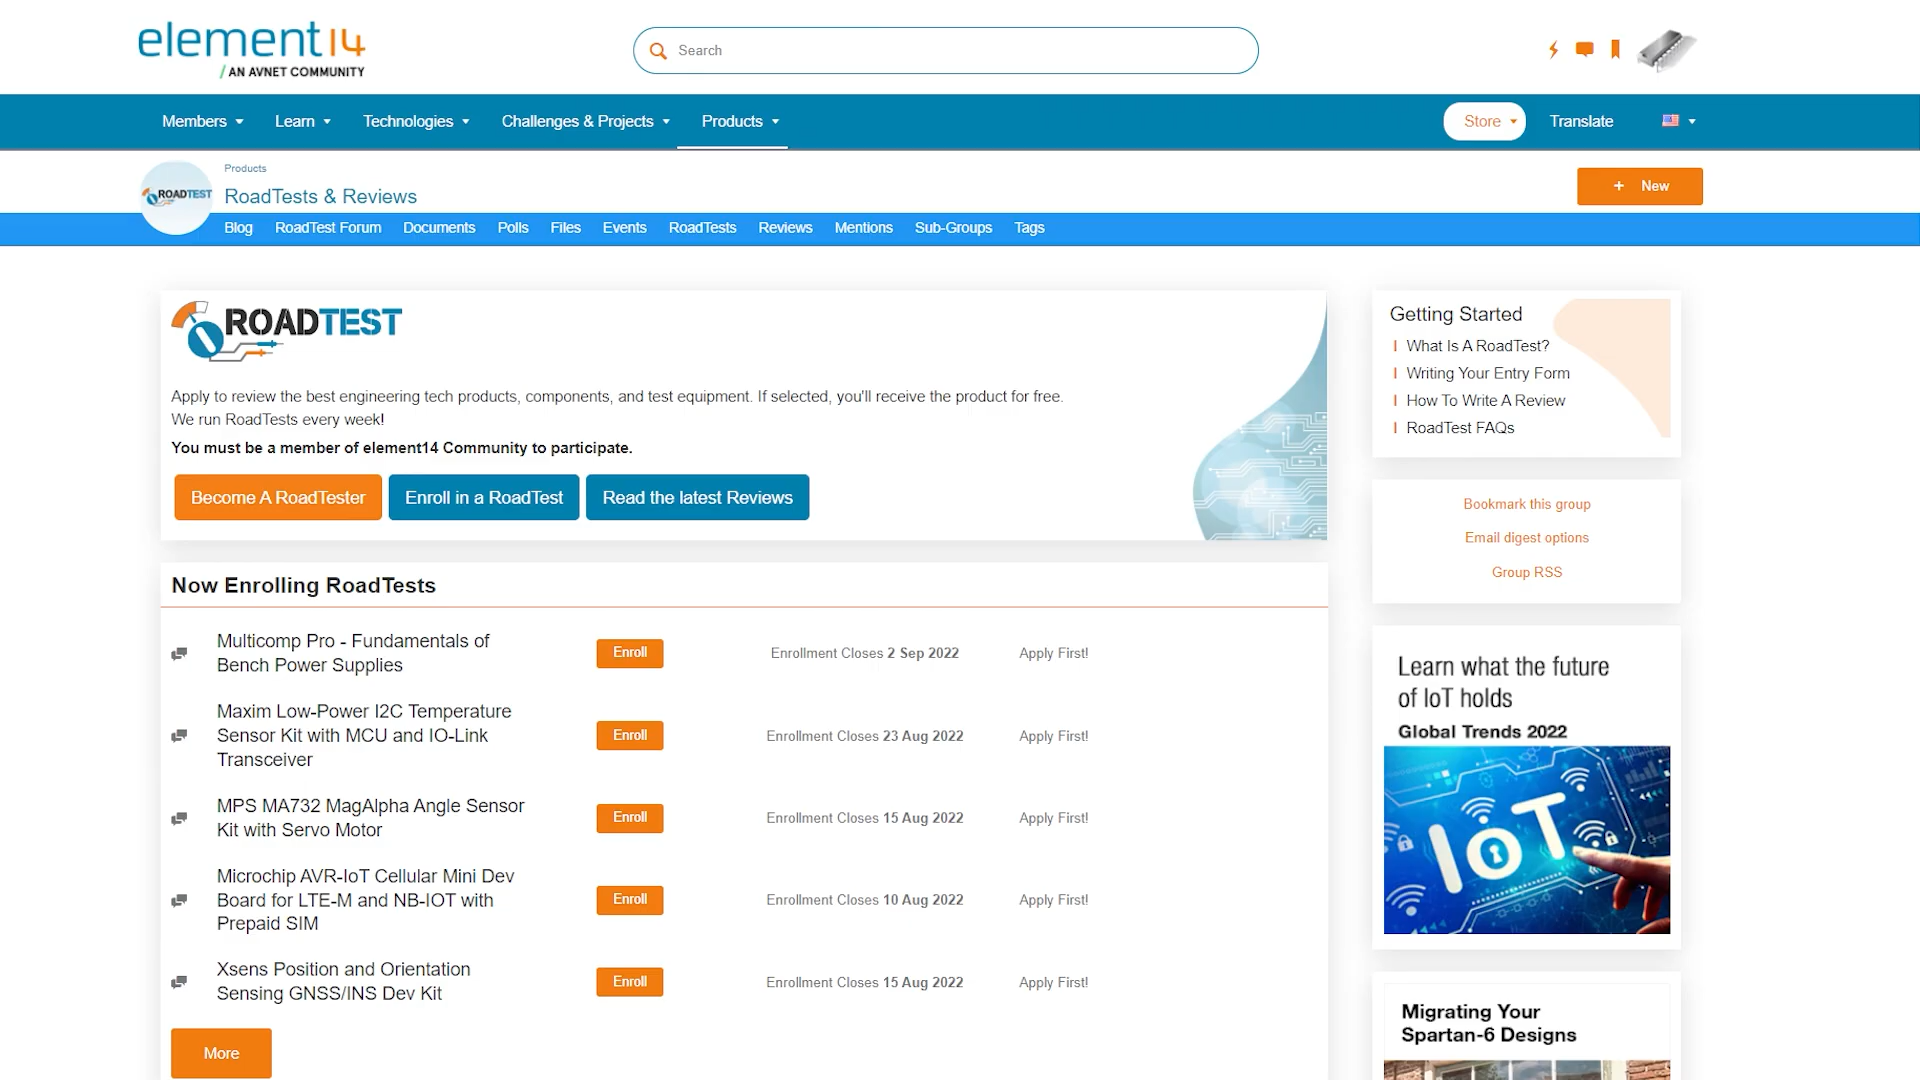 element14
/ AN AVNET COMMUNITY
Search
Members
Learn
Technologies
Challenges & Projects
Products
Store
Translate
Products
ROADTEST
RoadTests & Reviews
+ New
Blog
RoadTest Forum
Documents
Polls
Files
Events
RoadTests
Reviews
Mentions
Sub-Groups
Tags
ROADTEST
Apply to review the best engineering tech products, components, and test equipment. If selected, you'll receive the product for free.
We run RoadTests every week!
You must be a member of element14 Community to participate.
Become A RoadTester
Enroll in a RoadTest
Read the latest Reviews
Now Enrolling RoadTests
Multicomp Pro - Fundamentals of
Bench Power Supplies
Enroll
Enrollment Closes 2 Sep 2022
Apply First!
Maxim Low-Power I2C Temperature
Sensor Kit with MCU and IO-Link
Transceiver
Enroll
Enrollment Closes 23 Aug 2022
Apply First!
MPS MA732 MagAlpha Angle Sensor
Kit with Servo Motor
Enroll
Enrollment Closes 15 Aug 2022
Apply First!
Microchip AVR-IoT Cellular Mini Dev
Board for LTE-M and NB-IOT with
Prepaid SIM
Enroll
Enrollment Closes 10 Aug 2022
Apply First!
Xsens Position and Orientation
Sensing GNSS/INS Dev Kit
Enroll
Enrollment Closes 15 Aug 2022
Apply First!
More
Getting Started
What Is A RoadTest?
Writing Your Entry Form
How To Write A Review
RoadTest FAQs
Bookmark this group
Email digest options
Group RSS
Learn what the future
of IoT holds
Global Trends 2022
IoT
Migrating Your
Spartan-6 Designs